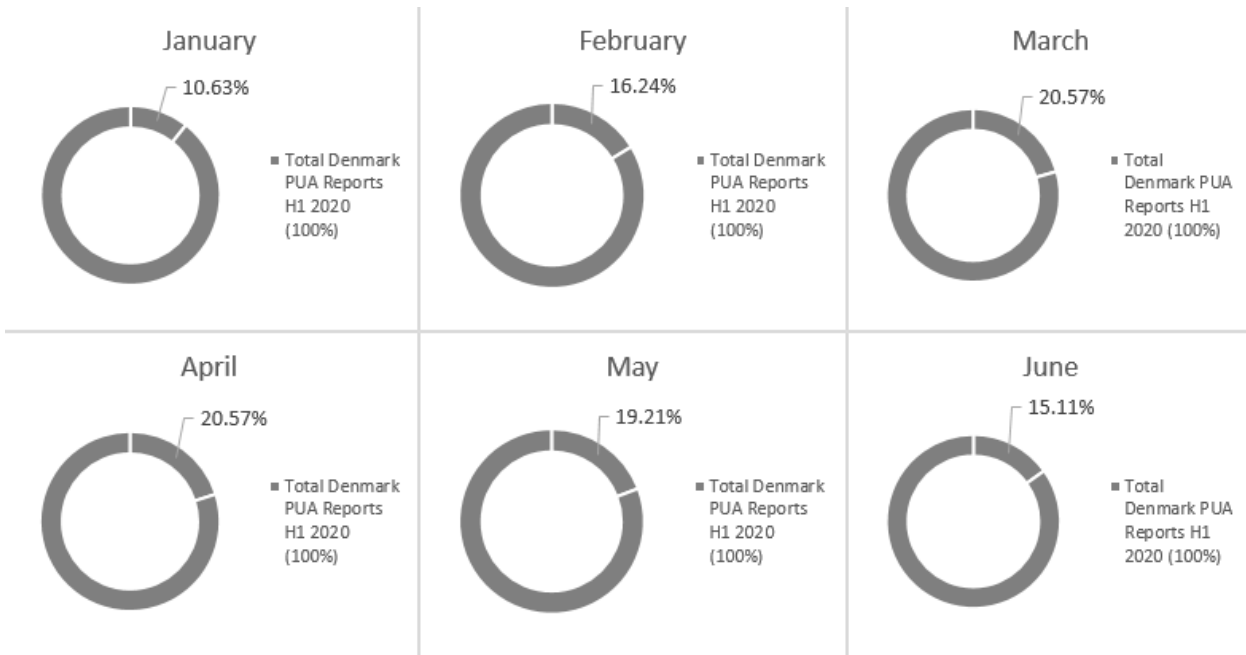 January
10.63%
■ Total Denmark
PUA Reports
H1 2020
(100%)
February
16.24%
■ Total Denmark
PUA Reports
H1 2020
(100%)
March
20.57%
■ Total
Denmark PUA
Reports H1
2020 (100%)
April
20.57%
■ Total Denmark
PUA Reports
H1 2020
(100%)
May
19.21%
■ Total Denmark
PUA Reports
H1 2020
(100%)
June
15.11%
■ Total
Denmark PUA
Reports H1
2020 (100%)